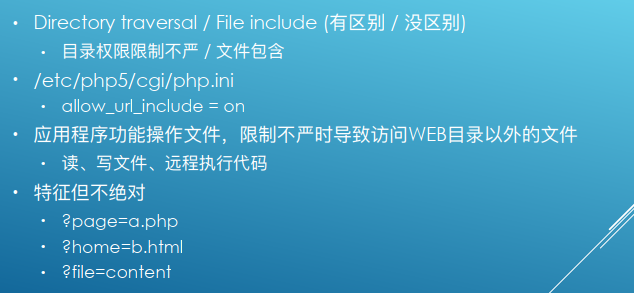 Directory traversal / File include (有区别 / 没区别)
目录权限限制不严 / 文件包含
/etc/php5/cgi/php.ini
allow_url_include = on
应用程序功能操作文件，限制不严时导致访问WEB目录以外的文件
读、写文件、远程执行代码
特征但不绝对
?page=a.php
?home=b.html
?file=content